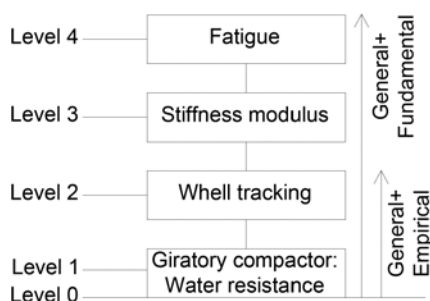 Level 4
Fatigue
Level 3
Stiffness modulus
Level 2
Whell tracking
Level 1
Giratory compactor:
Water resistance
Level 0
General+
Fundamental
General+
Empirical